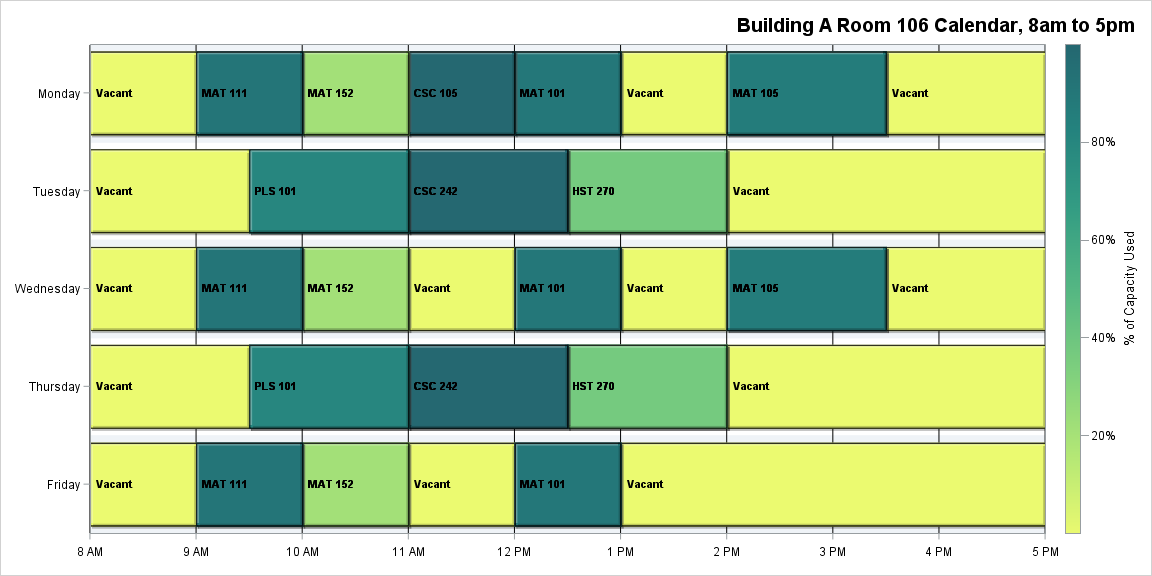 Building A Room 106 Calendar, 8am to 5pm
Monday
Vacant
MAT 111
MAT 152
CSC 105
MAT 101
Vacant
MAT 105
Vacant
Tuesday
Vacant
PLS 101
CSC 242
HST 270
Vacant
Wednesday
Vacant
MAT 111
MAT 152
Vacant
MAT 101
Vacant
MAT 105
Vacant
Thursday
Vacant
PLS 101
CSC 242
HST 270
Vacant
Friday
Vacant
MAT 111
MAT 152
Vacant
MAT 101
Vacant
8 AM
9 AM
10 AM
11 AM
12 PM
1 PM
2 PM
3 PM
4 PM
5 PM
80%
60%
40%
20%
% of Capacity Used